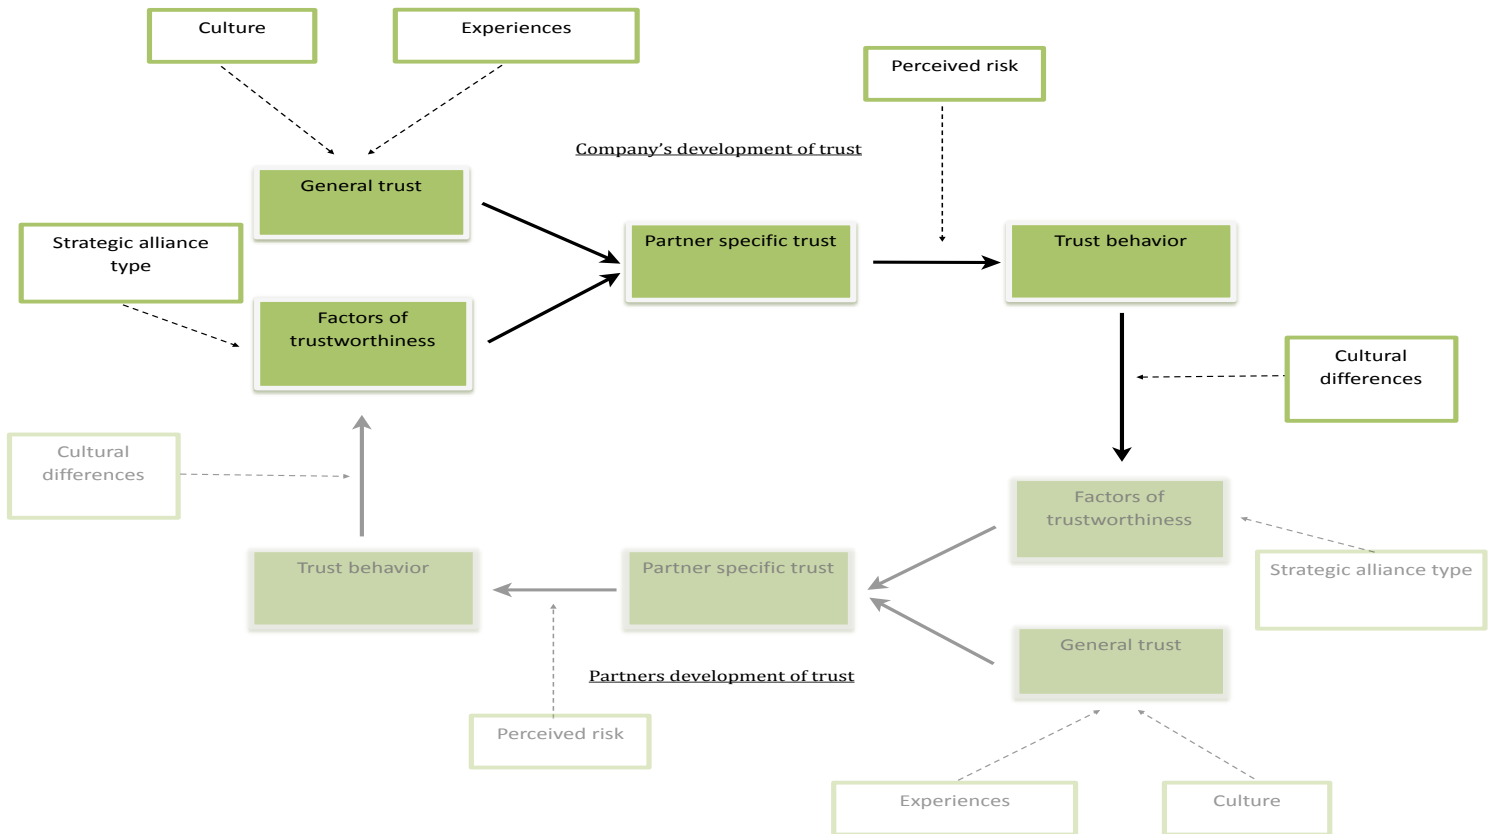 Culture
Experiences
Perceived risk
Company’s development of trust
General trust
Strategic alliance
type
Partner specific trust
Trust behavior
Factors of
trustworthiness
Cultural
differences
Cultural
differences
Factors of
trustworthiness
Trust behavior
Partner specific trust
Strategic alliance type
General trust
Partners development of trust
Perceived risk
Experiences
Culture